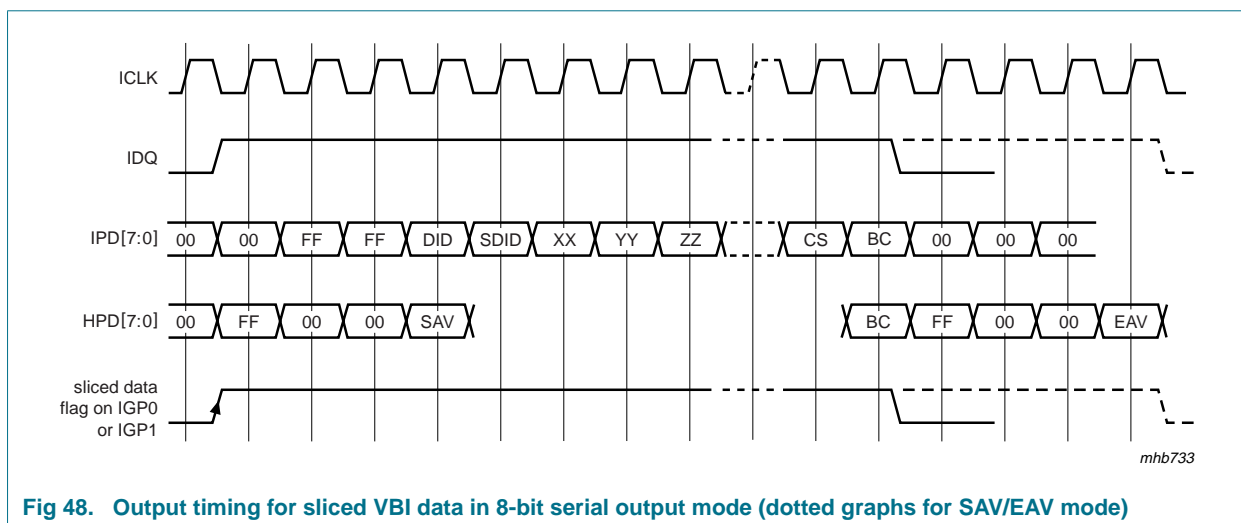 ICLK
IDQ
IPD[7:0] 00 00 FF FF DID SDID XX YY ZZ CS BC 00 00 00
HPD[7:0] 00 FF 00 00 SAV BC FF 00 00 EAV
sliced data
flag on IGP0
or IGP1
mhb733
Fig 48. Output timing for sliced VBI data in 8-bit serial output mode (dotted graphs for SAV/EAV mode)